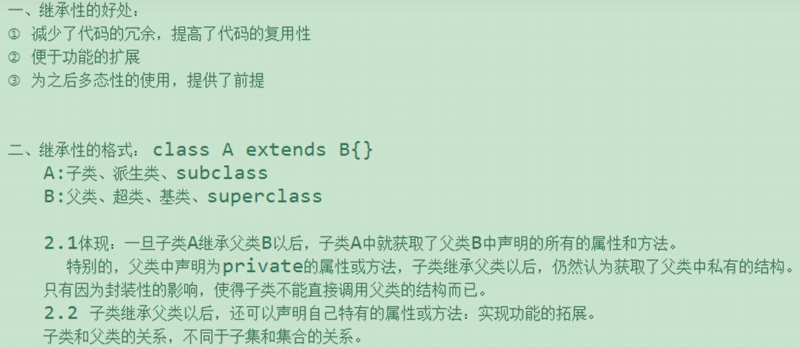 一、继承性的好处：
① 减少了代码的冗余，提高了代码的复用性
② 便于功能的扩展
③ 为之后多态性的使用，提供了前提
二、继承性的格式：class A extends B{}
A:子类、派生类、subclass
B:父类、超类、基类、superclass
2.1体现：一旦子类A继承父类B以后，子类A中就获取了父类B中声明的所有的属性和方法。
特别的，父类中声明为private的属性或方法，子类继承父类以后，仍然认为获取了父类中私有的结构。
只有因为封装性的影响，使得子类不能直接调用父类的结构而已。
2.2 子类继承父类以后，还可以声明自己特有的属性或方法：实现功能的拓展。
子类和父类的关系，不同于子集和集合的关系。